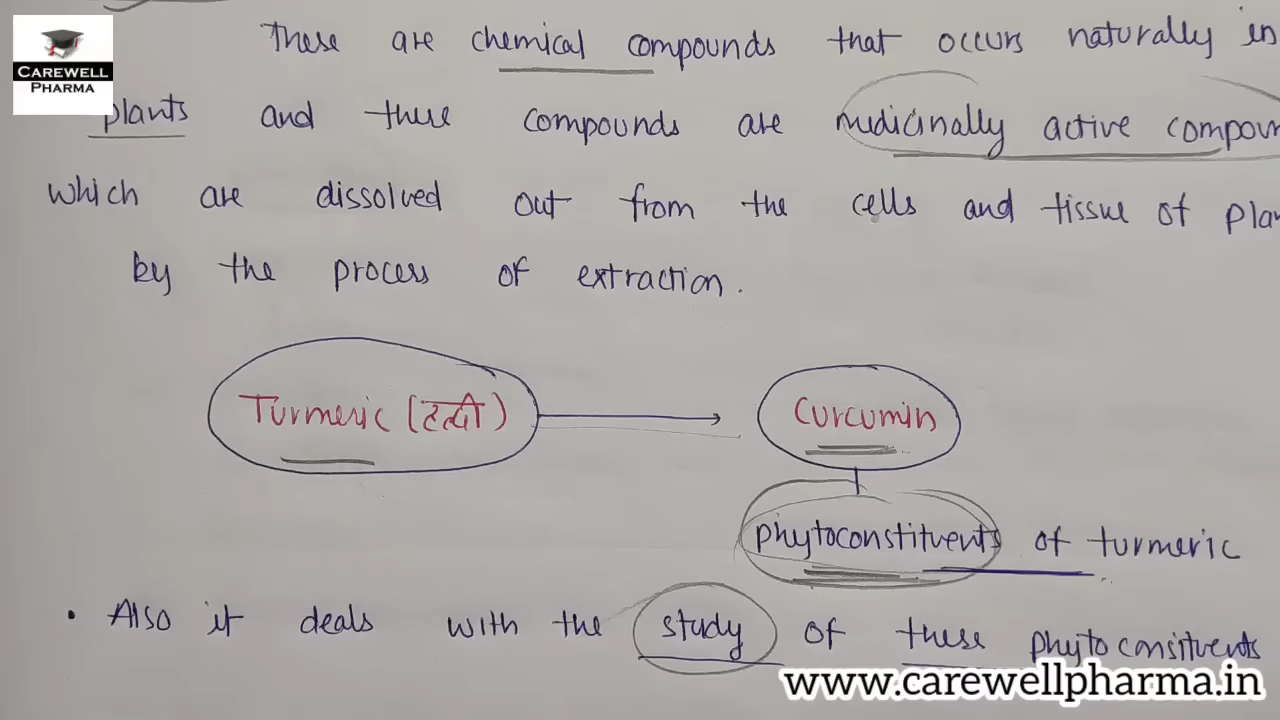 CAREWELL
PHARMA
These are chemical compounds that occurs naturally in
plants and these compounds are medicinally active compoun
which are dissolved out from the cells and tissue of plan
by the process of extraction.
Turmeric (हल्दी) Curcumin
phytoconstituents of turmeric
• Also it deals with the study of these phytoconsituents
www.carewellpharma.in